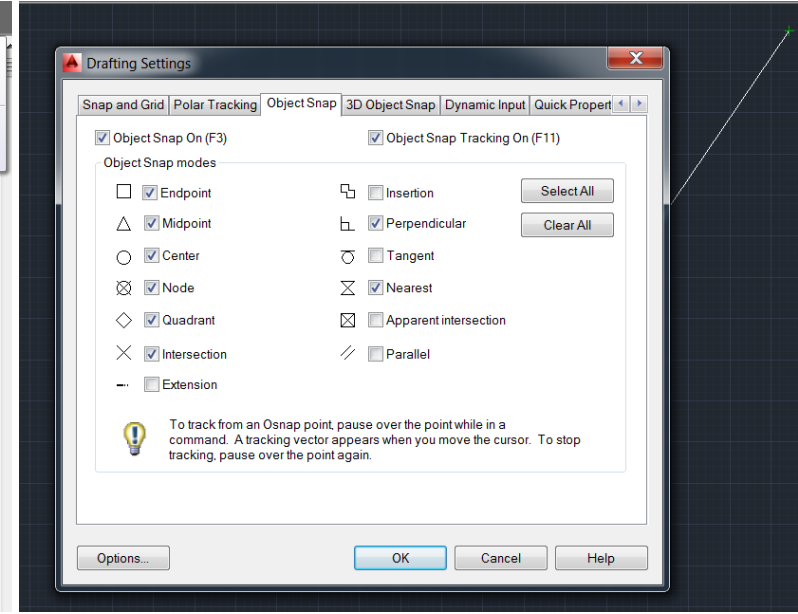 Drafting Settings
Snap and Grid Polar Tracking Object Snap 3D Object Snap Dynamic Input Quick Propert
Object Snap On (F3) Object Snap Tracking On (F11)
Object Snap modes
Endpoint Insertion Select All
Midpoint Perpendicular Clear All
Center Tangent
Node Nearest
Quadrant Apparent intersection
Intersection Parallel
Extension
To track from an Osnap point, pause over the point while in a
command. A tracking vector appears when you move the cursor. To stop
tracking, pause over the point again.
Options... OK Cancel Help